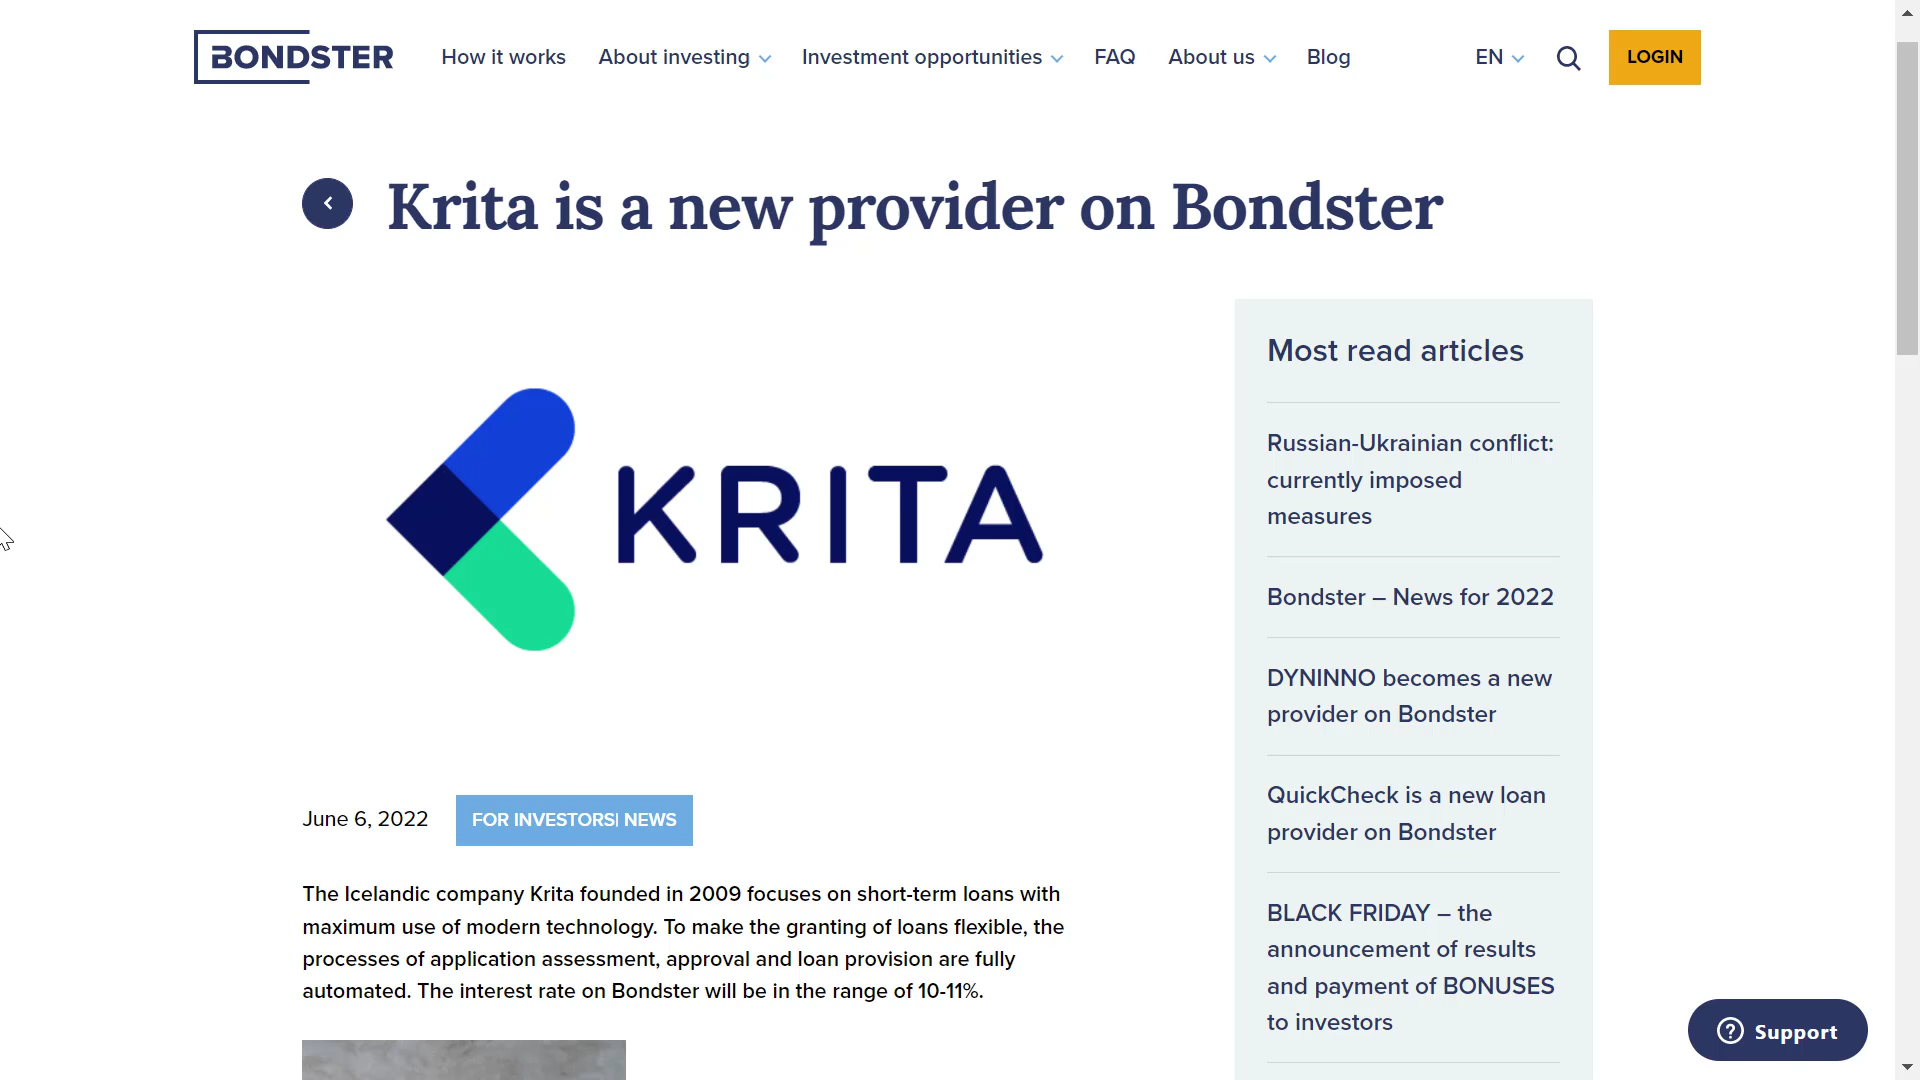 BONDSTER
How it works
About investing
Investment opportunities
FAQ
About us
Blog
EN
LOGIN
Krita is a new provider on Bondster
KRITA
June 6, 2022
FOR INVESTORS| NEWS
The Icelandic company Krita founded in 2009 focuses on short-term loans with
maximum use of modern technology. To make the granting of loans flexible, the
processes of application assessment, approval and loan provision are fully
automated. The interest rate on Bondster will be in the range of 10-11%.
Most read articles
Russian-Ukrainian conflict:
currently imposed
measures
Bondster – News for 2022
DYNINNO becomes a new
provider on Bondster
QuickCheck is a new loan
provider on Bondster
BLACK FRIDAY – the
announcement of results
and payment of BONUSES
to investors
Support